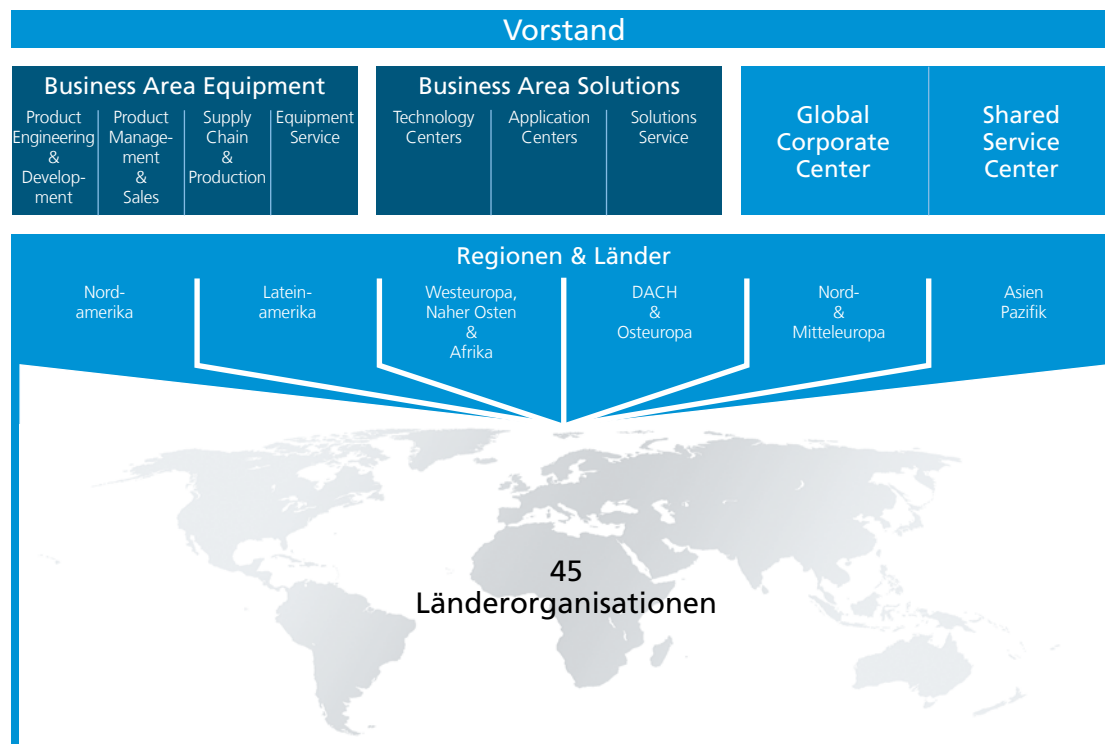 Vorstand
Business Area Equipment
Product
Engineering
&
Develop-
ment
Product
Manage-
ment
&
Sales
Supply
Chain
&
Production
Equipment
Service
Business Area Solutions
Technology
Centers
Application
Centers
Solutions
Service
Global
Corporate
Center
Shared
Service
Center
Regionen & Länder
Nord-
amerika
Latein-
amerika
Westeuropa,
Naher Osten
&
Afrika
DACH
&
Osteuropa
Nord-
&
Mitteleuropa
Asien
Pazifik
45
Länderorganisationen